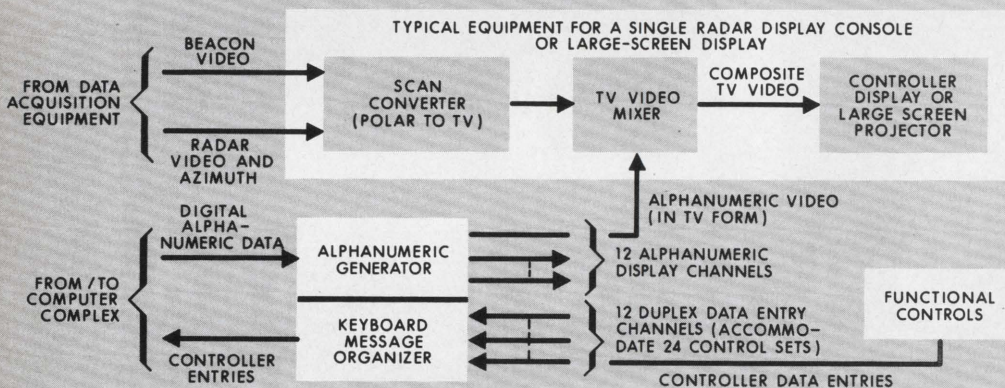 TYPICAL EQUIPMENT FOR A SINGLE RADAR DISPLAY CONSOLE
OR LARGE-SCREEN DISPLAY
BEACON
VIDEO
FROM DATA
ACQUISITION
EQUIPMENT
RADAR
VIDEO AND
AZIMUTH
SCAN
CONVERTER
(POLAR TO TV)
TV VIDEO
MIXER
COMPOSITE
TV VIDEO
CONTROLLER
DISPLAY OR
LARGE SCREEN
PROJECTOR
ALPHANUMERIC VIDEO
(IN TV FORM)
DIGITAL
ALPHA-
NUMERIC DATA
FROM/TO
COMPUTER
COMPLEX
CONTROLLER
ENTRIES
ALPHANUMERIC
GENERATOR
KEYBOARD
MESSAGE
ORGANIZER
12 ALPHANUMERIC
DISPLAY CHANNELS
12 DUPLEX DATA ENTRY
CHANNELS (ACCOMMO-
DATE 24 CONTROL SETS)
FUNCTIONAL
CONTROLS
CONTROLLER DATA ENTRIES